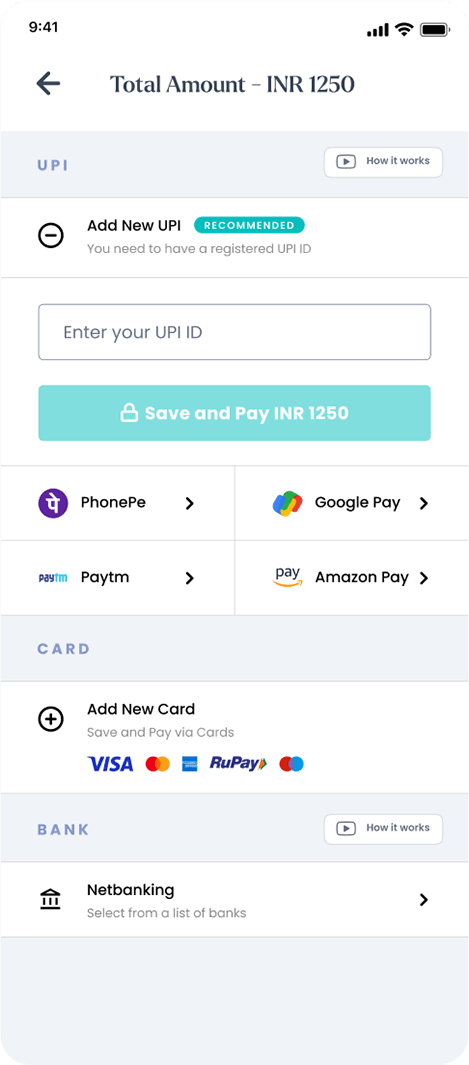 9:41
Total Amount - INR 1250
UPI
How it works
Add New UPI RECOMMENDED
You need to have a registered UPI ID
Enter your UPI ID
Save and Pay INR 1250
पे PhonePe
Google Pay
paytm Paytm
pay Amazon Pay
CARD
Add New Card
Save and Pay via Cards
VISA
RuPay
BANK
How it works
Netbanking
Select from a list of banks